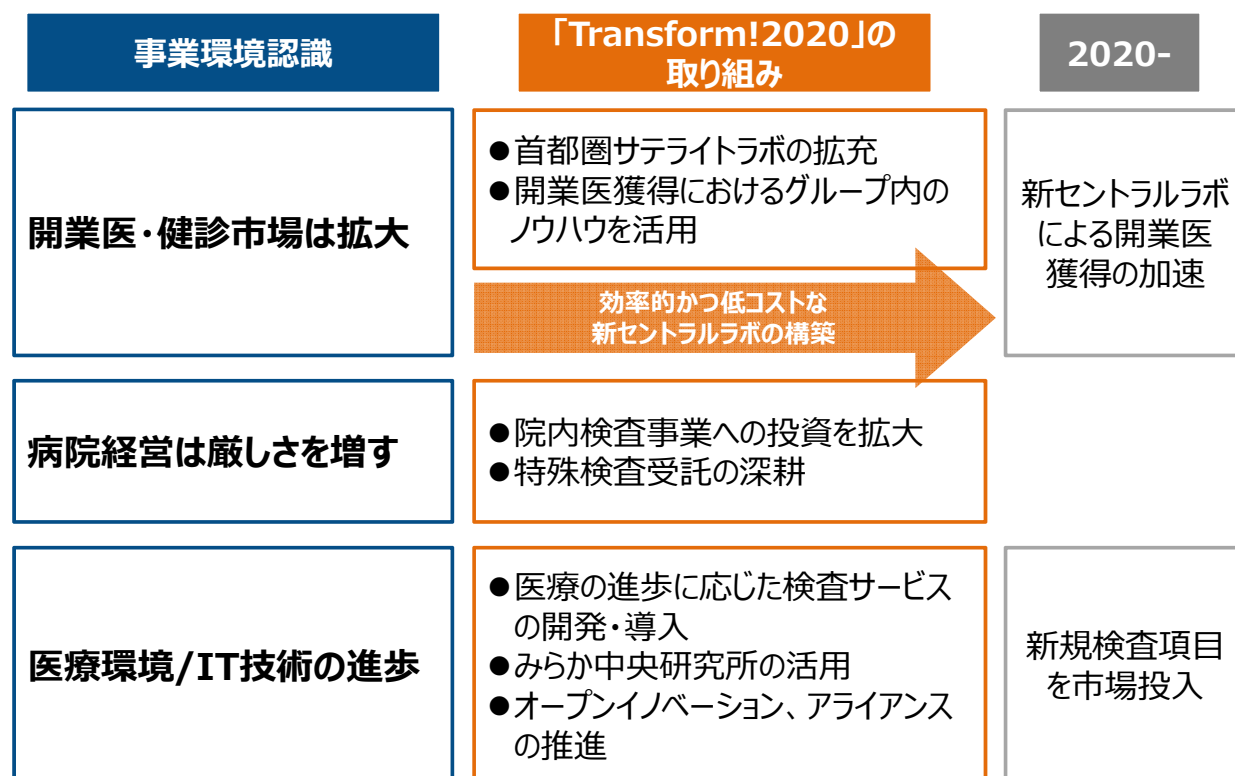 事業環境認識
「Transform!2020」の
取り組み
2020-
開業医・健診市場は拡大
●首都圏サテライトラボの拡充
●開業医獲得におけるグループ内の
ノウハウを活用
効率的かつ低コストな
新セントラルラボの構築
新セントラルラボ
による開業医
獲得の加速
病院経営は厳しさを増す
●院内検査事業への投資を拡大
●特殊検査受託の深耕
医療環境/IT技術の進歩
●医療の進歩に応じた検査サービス
の開発・導入
●みらか中央研究所の活用
●オープンイノベーション、アライアンス
の推進
新規検査項目
を市場投入